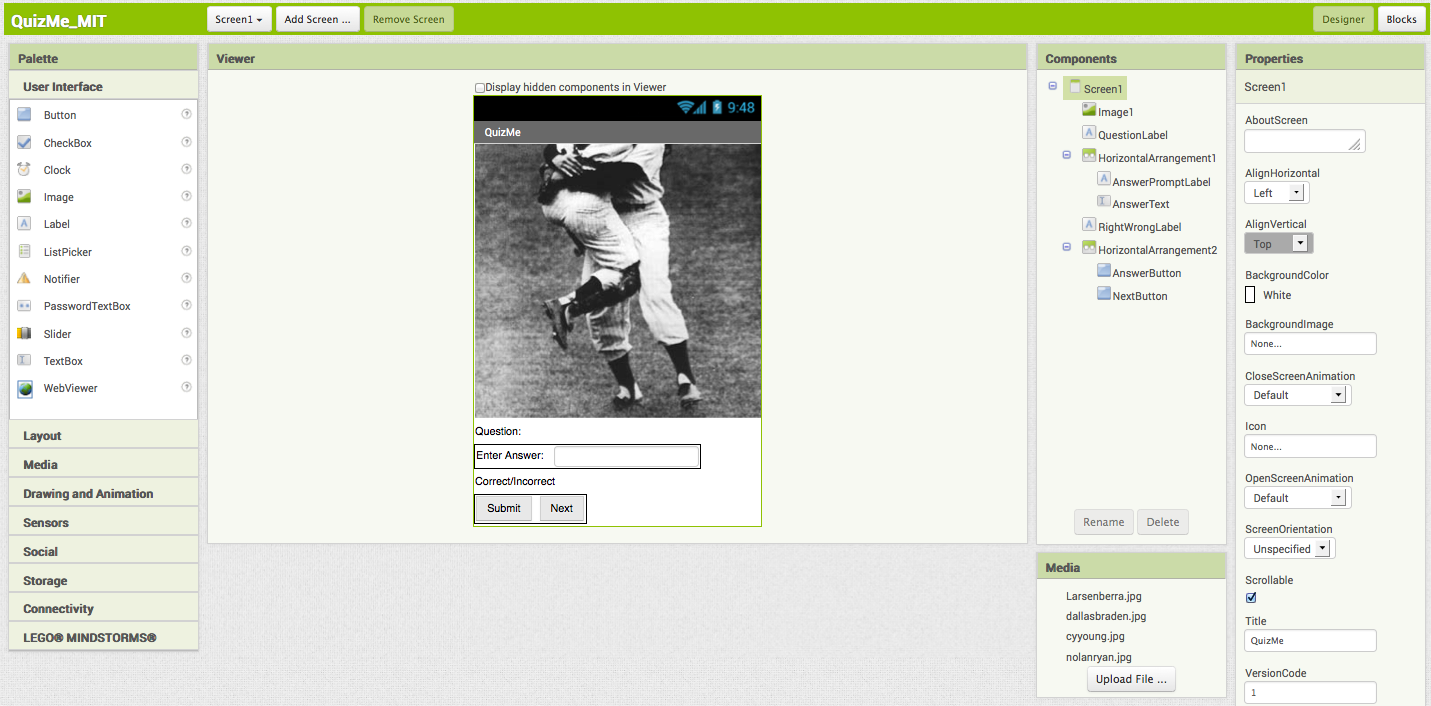 QuizMe_MIT
Screen1
Add Screen ...
Remove Screen
Designer
Blocks
Palette
User Interface
Button
CheckBox
Clock
Image
Label
ListPicker
Notifier
PasswordTextBox
Slider
TextBox
WebViewer
Layout
Media
Drawing and Animation
Sensors
Social
Storage
Connectivity
LEGO® MINDSTORMS®
Viewer
Display hidden components in Viewer
9:48
QuizMe
Question:
Enter Answer:
Correct/Incorrect
Submit Next
Components
Screen1
Image1
QuestionLabel
HorizontalArrangement1
AnswerPromptLabel
AnswerText
RightWrongLabel
HorizontalArrangement2
AnswerButton
NextButton
Rename Delete
Media
Larsenberra.jpg
dallasbraden.jpg
cyyoung.jpg
nolanryan.jpg
Upload File ...
Properties
Screen1
AboutScreen
AlignHorizontal
Left
AlignVertical
Top
BackgroundColor
White
BackgroundImage
None...
CloseScreenAnimation
Default
Icon
None...
OpenScreenAnimation
Default
ScreenOrientation
Unspecified
Scrollable
Title
QuizMe
VersionCode
1